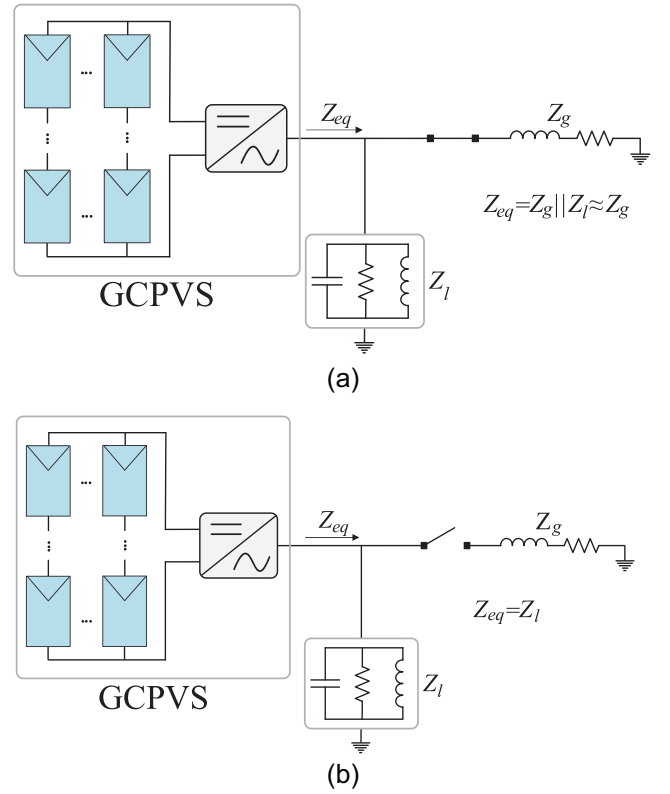 Z_eq
Z_g
Z_eq=Z_g||Z_l≈Z_g
Z_l
GCPVS
(a)
Z_eq
Z_g
Z_eq=Z_l
Z_l
GCPVS
(b)